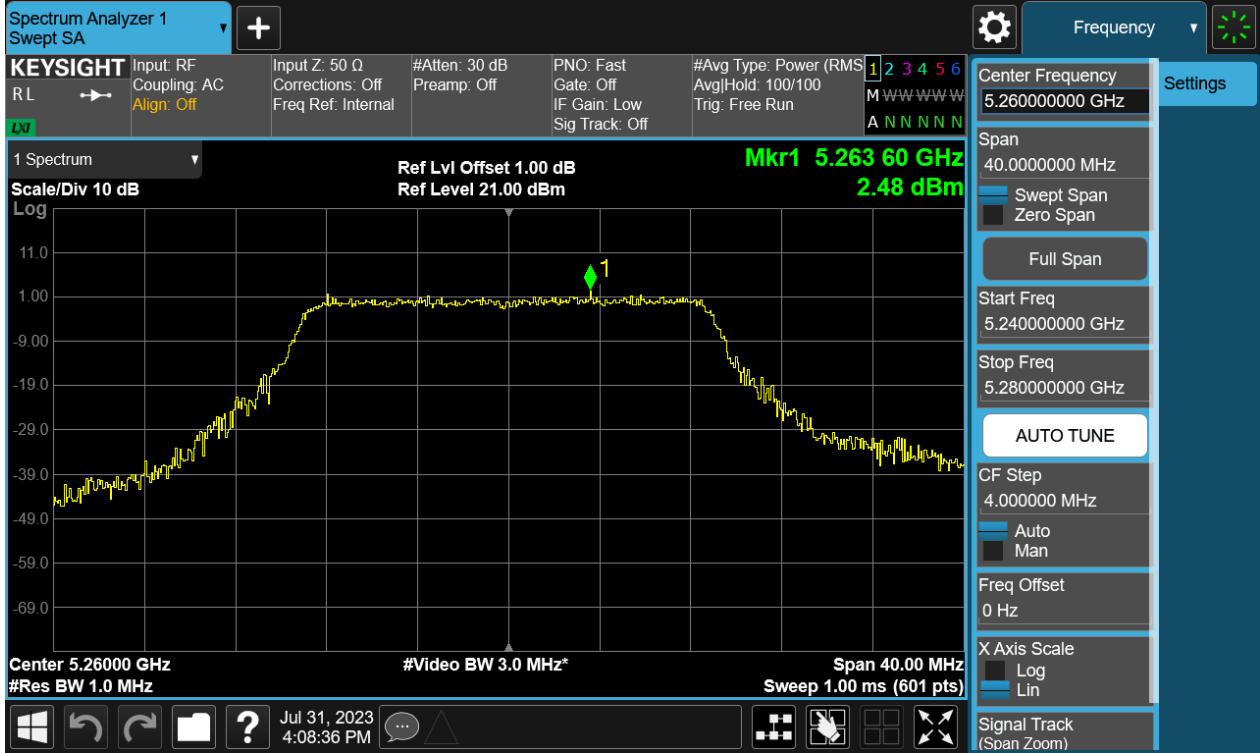 Spectrum Analyzer 1
Swept SA
Frequency
KEYSIGHT
RL
LXI
Input: RF
Coupling: AC
Align: Off
Input Z: 50 Ω
Corrections: Off
Freq Ref: Internal
#Atten: 30 dB
Preamp: Off
PNO: Fast
Gate: Off
IF Gain: Low
Sig Track: Off
#Avg Type: Power (RMS
Avg|Hold: 100/100
Trig: Free Run
1 2 3 4 5 6
M W W W W W
A N N N N N
1 Spectrum
Scale/Div 10 dB
Log
Ref Lvl Offset 1.00 dB
Ref Level 21.00 dBm
Mkr1 5.263 60 GHz
2.48 dBm
1
11.0
1.00
-9.00
-19.0
-29.0
-39.0
-49.0
-59.0
-69.0
Center 5.26000 GHz
#Res BW 1.0 MHz
#Video BW 3.0 MHz*
Span 40.00 MHz
Sweep 1.00 ms (601 pts)
?
Jul 31, 2023
4:08:36 PM
Center Frequency
5.260000000 GHz
Span
40.0000000 MHz
Swept Span
Zero Span
Full Span
Start Freq
5.240000000 GHz
Stop Freq
5.280000000 GHz
AUTO TUNE
CF Step
4.000000 MHz
Auto
Man
Freq Offset
0 Hz
X Axis Scale
Log
Lin
Signal Track
(Span Zoom)
Settings